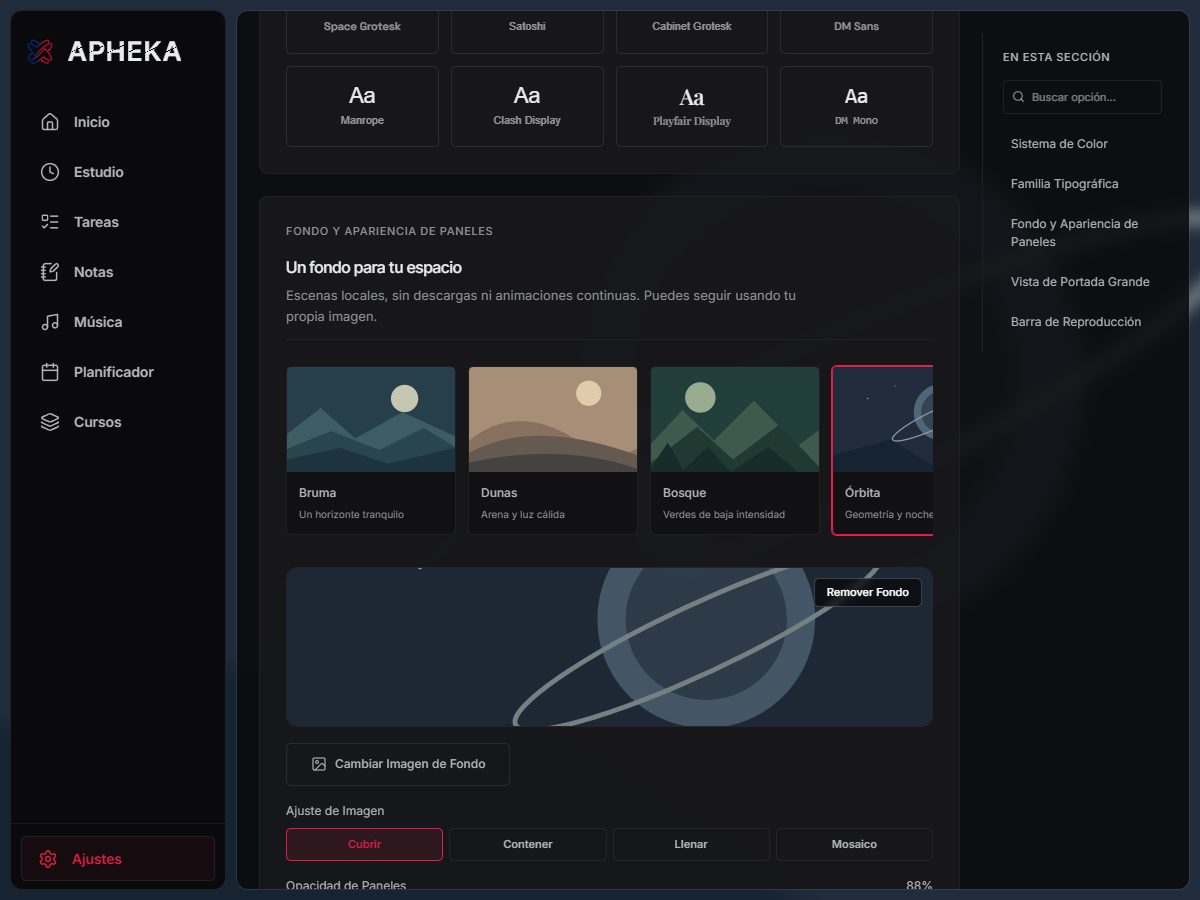 APHEKA
Inicio
Estudio
Tareas
Notas
Música
Planificador
Cursos
Ajustes
Space Grotesk
Satoshi
Cabinet Grotesk
DM Sans
Aa
Manrope
Aa
Clash Display
Aa
Playfair Display
Aa
DM Mono
FONDO Y APARIENCIA DE PANELES
Un fondo para tu espacio
Escenas locales, sin descargas ni animaciones continuas. Puedes seguir usando tu
propia imagen.
Bruma
Un horizonte tranquilo
Dunas
Arena y luz cálida
Bosque
Verdes de baja intensidad
Órbita
Geometría y noche
Remover Fondo
Cambiar Imagen de Fondo
Ajuste de Imagen
Cubrir
Contener
Llenar
Mosaico
Opacidad de Paneles
88%
EN ESTA SECCIÓN
Buscar opción...
Sistema de Color
Familia Tipográfica
Fondo y Apariencia de
Paneles
Vista de Portada Grande
Barra de Reproducción